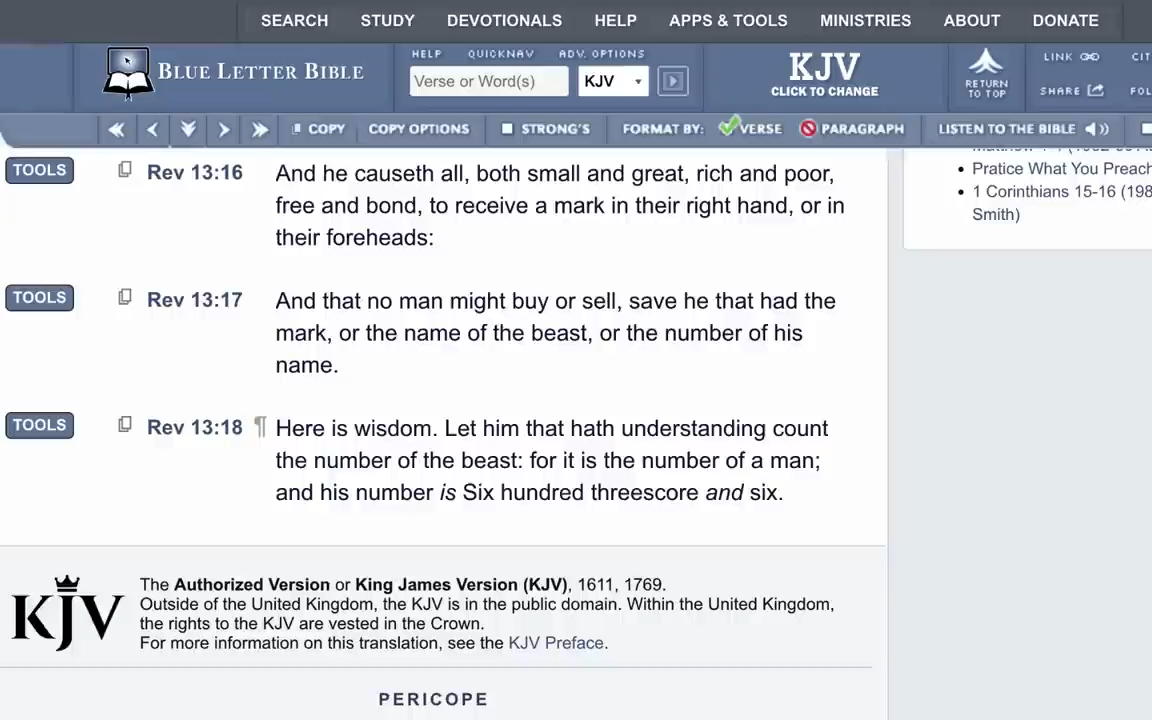 SEARCH STUDY DEVOTIONALS HELP APPS & TOOLS MINISTRIES ABOUT DONATE
BLUE LETTER BIBLE
HELP QUICKNAV ADV. OPTIONS
Verse or Word(s) KJV
KJV
CLICK TO CHANGE
RETURN
TO TOP
LINK CIT
SHARE FOL
COPY COPY OPTIONS STRONG'S FORMAT BY: VERSE PARAGRAPH LISTEN TO THE BIBLE
TOOLS Rev 13:16 And he causeth all, both small and great, rich and poor,
free and bond, to receive a mark in their right hand, or in
their foreheads:
TOOLS Rev 13:17 And that no man might buy or sell, save he that had the
mark, or the name of the beast, or the number of his
name.
TOOLS Rev 13:18 ¶ Here is wisdom. Let him that hath understanding count
the number of the beast: for it is the number of a man;
and his number is Six hundred threescore and six.
• Pratice What You Preach
• 1 Corinthians 15-16 (198
Smith)
KJV
The Authorized Version or King James Version (KJV), 1611, 1769.
Outside of the United Kingdom, the KJV is in the public domain. Within the United Kingdom,
the rights to the KJV are vested in the Crown.
For more information on this translation, see the KJV Preface.
PERICOPE